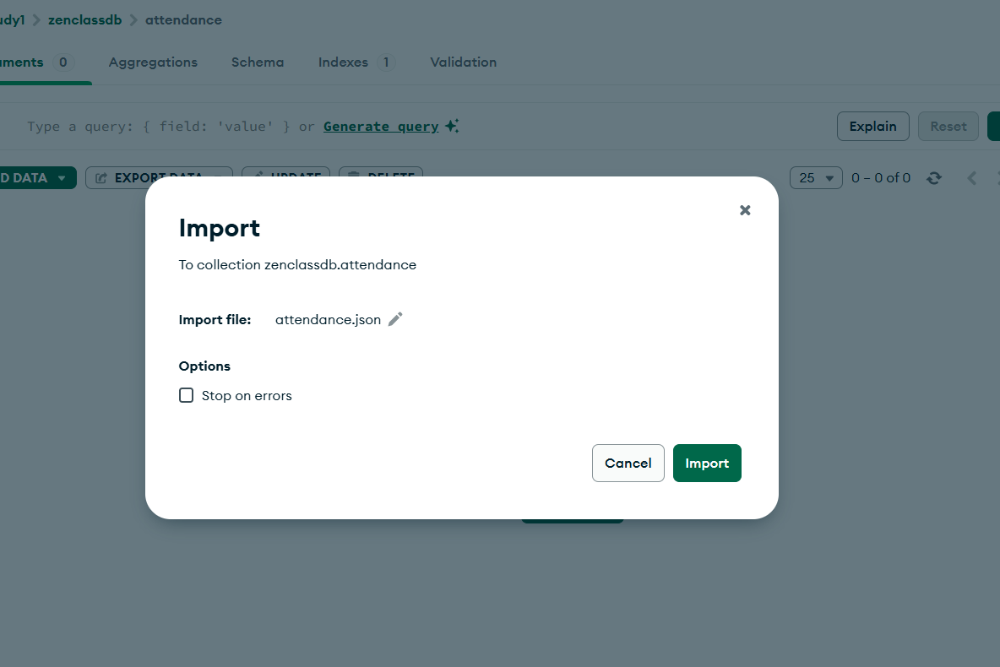 udy1 > zenclassdb > attendance
uments 0 Aggregations Schema Indexes 1 Validation
Type a query: { field: 'value' } or Generate query
Explain
Reset
D DATA
EXPORT DATA
UPDATE
DELETE
25
0 – 0 of 0
Import
To collection zenclassdb.attendance
Import file: attendance.json
Options
Stop on errors
Cancel
Import